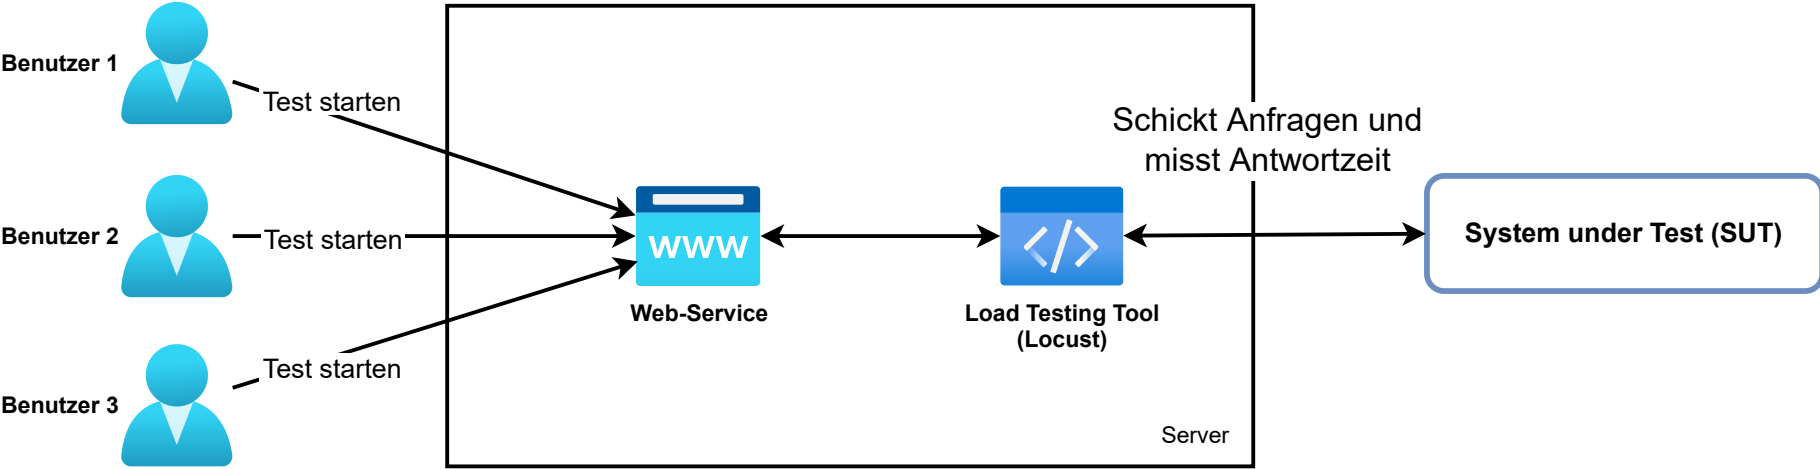 Benutzer 1
Test starten
Benutzer 2
Test starten
Benutzer 3
Test starten
www
Web-Service
</>
Load Testing Tool
(Locust)
Server
Schickt Anfragen und
misst Antwortzeit
System under Test (SUT)